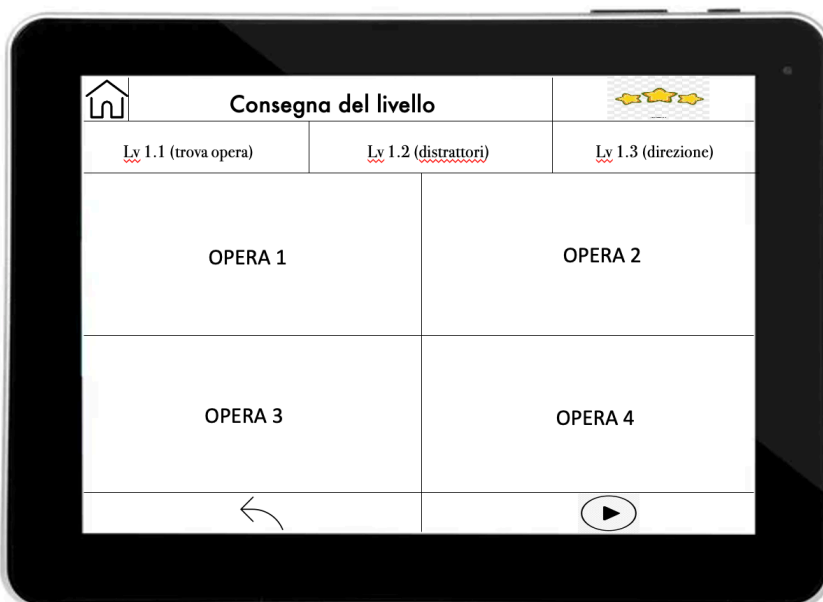 Consegna del livello
Lv 1.1 (trova opera)
Lv 1.2 (distrattori)
Lv 1.3 (direzione)
OPERA 1
OPERA 2
OPERA 3
OPERA 4